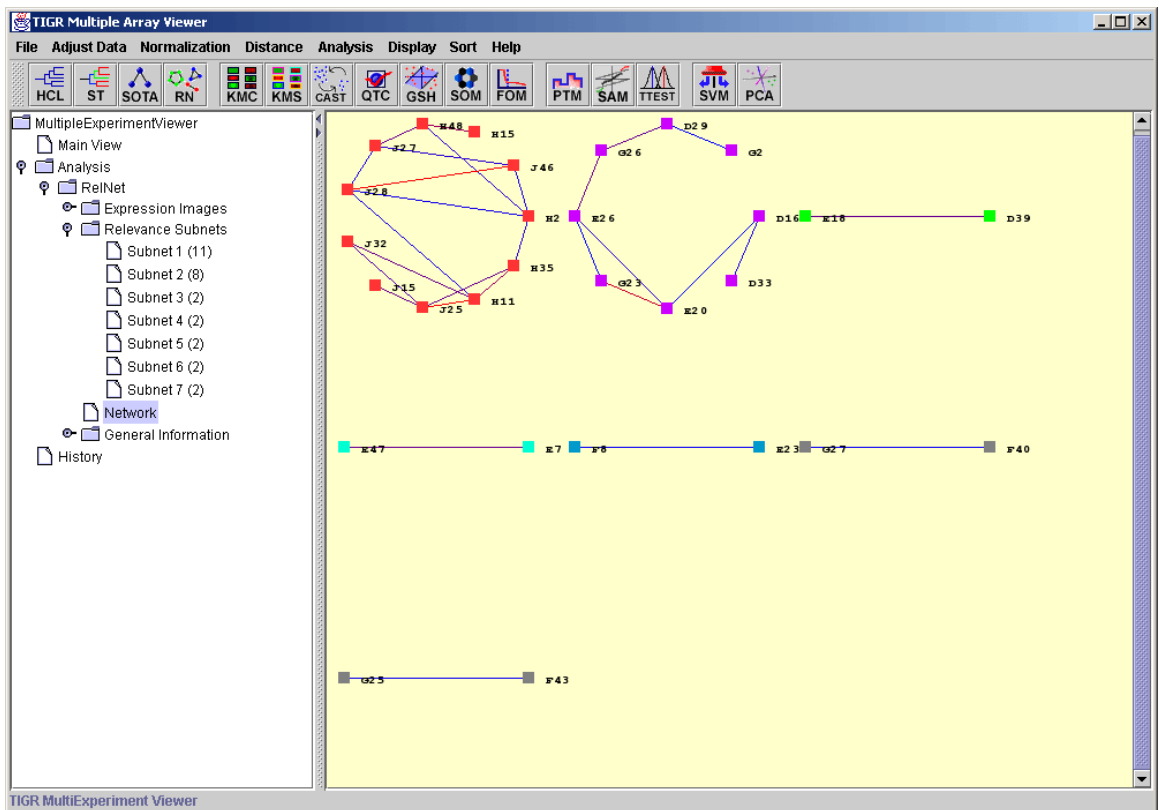 TIGR Multiple Array Viewer
File Adjust Data Normalization Distance Analysis Display Sort Help
HCL ST SOTA RN KMC KMS CAST QTC GSH SOM FOM PTM SAM TTEST SVM PCA
MultipleExperimentViewer
Main View
Analysis
RelNet
Expression Images
Relevance Subnets
Subnet 1 (11)
Subnet 2 (8)
Subnet 3 (2)
Subnet 4 (2)
Subnet 5 (2)
Subnet 6 (2)
Subnet 7 (2)
Network
General Information
History
H48 H15 D29
J27 G26 G2
J46
J28
H2 E26 D16 E18 D39
J32
H35
J15 G23 D33
J25 H11 E20
E47 E7 F8 E23 G27 F40
G25 F43
TIGR MultiExperiment Viewer